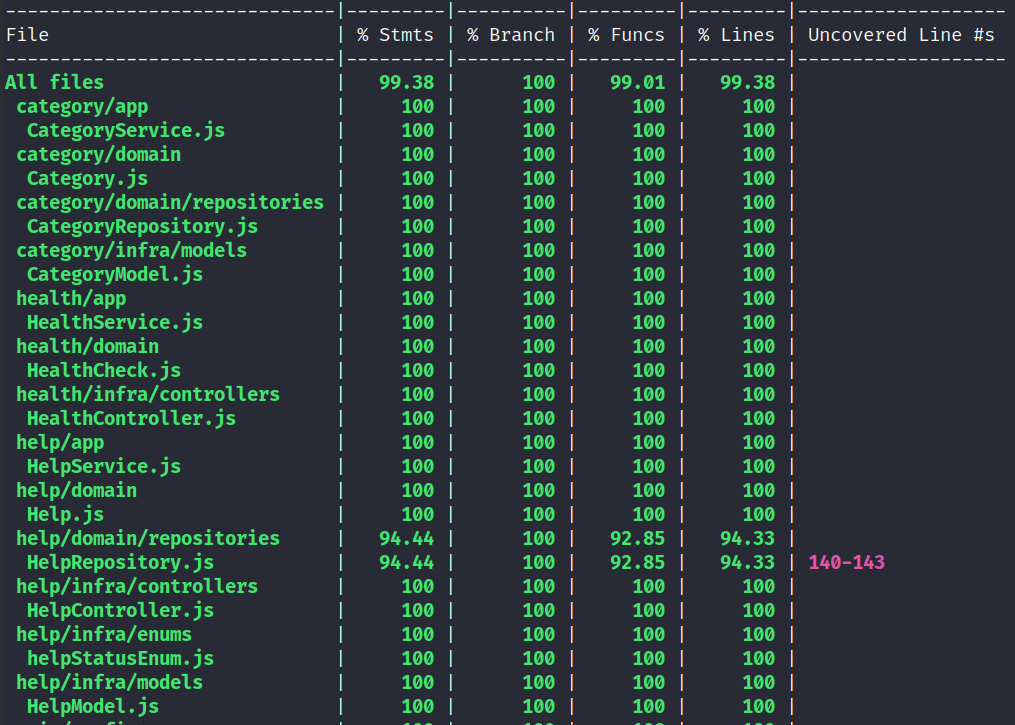 ------------------------------|---------|----------|---------|---------|-------------------
File                          | % Stmts | % Branch | % Funcs | % Lines | Uncovered Line #s
------------------------------|---------|----------|---------|---------|-------------------
All files                     |   99.38 |      100 |   99.01 |   99.38 |
 category/app                 |     100 |      100 |     100 |     100 |
  CategoryService.js          |     100 |      100 |     100 |     100 |
 category/domain              |     100 |      100 |     100 |     100 |
  Category.js                 |     100 |      100 |     100 |     100 |
 category/domain/repositories |     100 |      100 |     100 |     100 |
  CategoryRepository.js       |     100 |      100 |     100 |     100 |
 category/infra/models        |     100 |      100 |     100 |     100 |
  CategoryModel.js            |     100 |      100 |     100 |     100 |
 health/app                   |     100 |      100 |     100 |     100 |
  HealthService.js            |     100 |      100 |     100 |     100 |
 health/domain                |     100 |      100 |     100 |     100 |
  HealthCheck.js              |     100 |      100 |     100 |     100 |
 health/infra/controllers     |     100 |      100 |     100 |     100 |
  HealthController.js         |     100 |      100 |     100 |     100 |
 help/app                     |     100 |      100 |     100 |     100 |
  HelpService.js              |     100 |      100 |     100 |     100 |
 help/domain                  |     100 |      100 |     100 |     100 |
  Help.js                     |     100 |      100 |     100 |     100 |
 help/domain/repositories     |   94.44 |      100 |   92.85 |   94.33 |
  HelpRepository.js           |   94.44 |      100 |   92.85 |   94.33 | 140-143
 help/infra/controllers       |     100 |      100 |     100 |     100 |
  HelpController.js           |     100 |      100 |     100 |     100 |
 help/infra/enums             |     100 |      100 |     100 |     100 |
  helpStatusEnum.js           |     100 |      100 |     100 |     100 |
 help/infra/models            |     100 |      100 |     100 |     100 |
  HelpModel.js                |     100 |      100 |     100 |     100 |